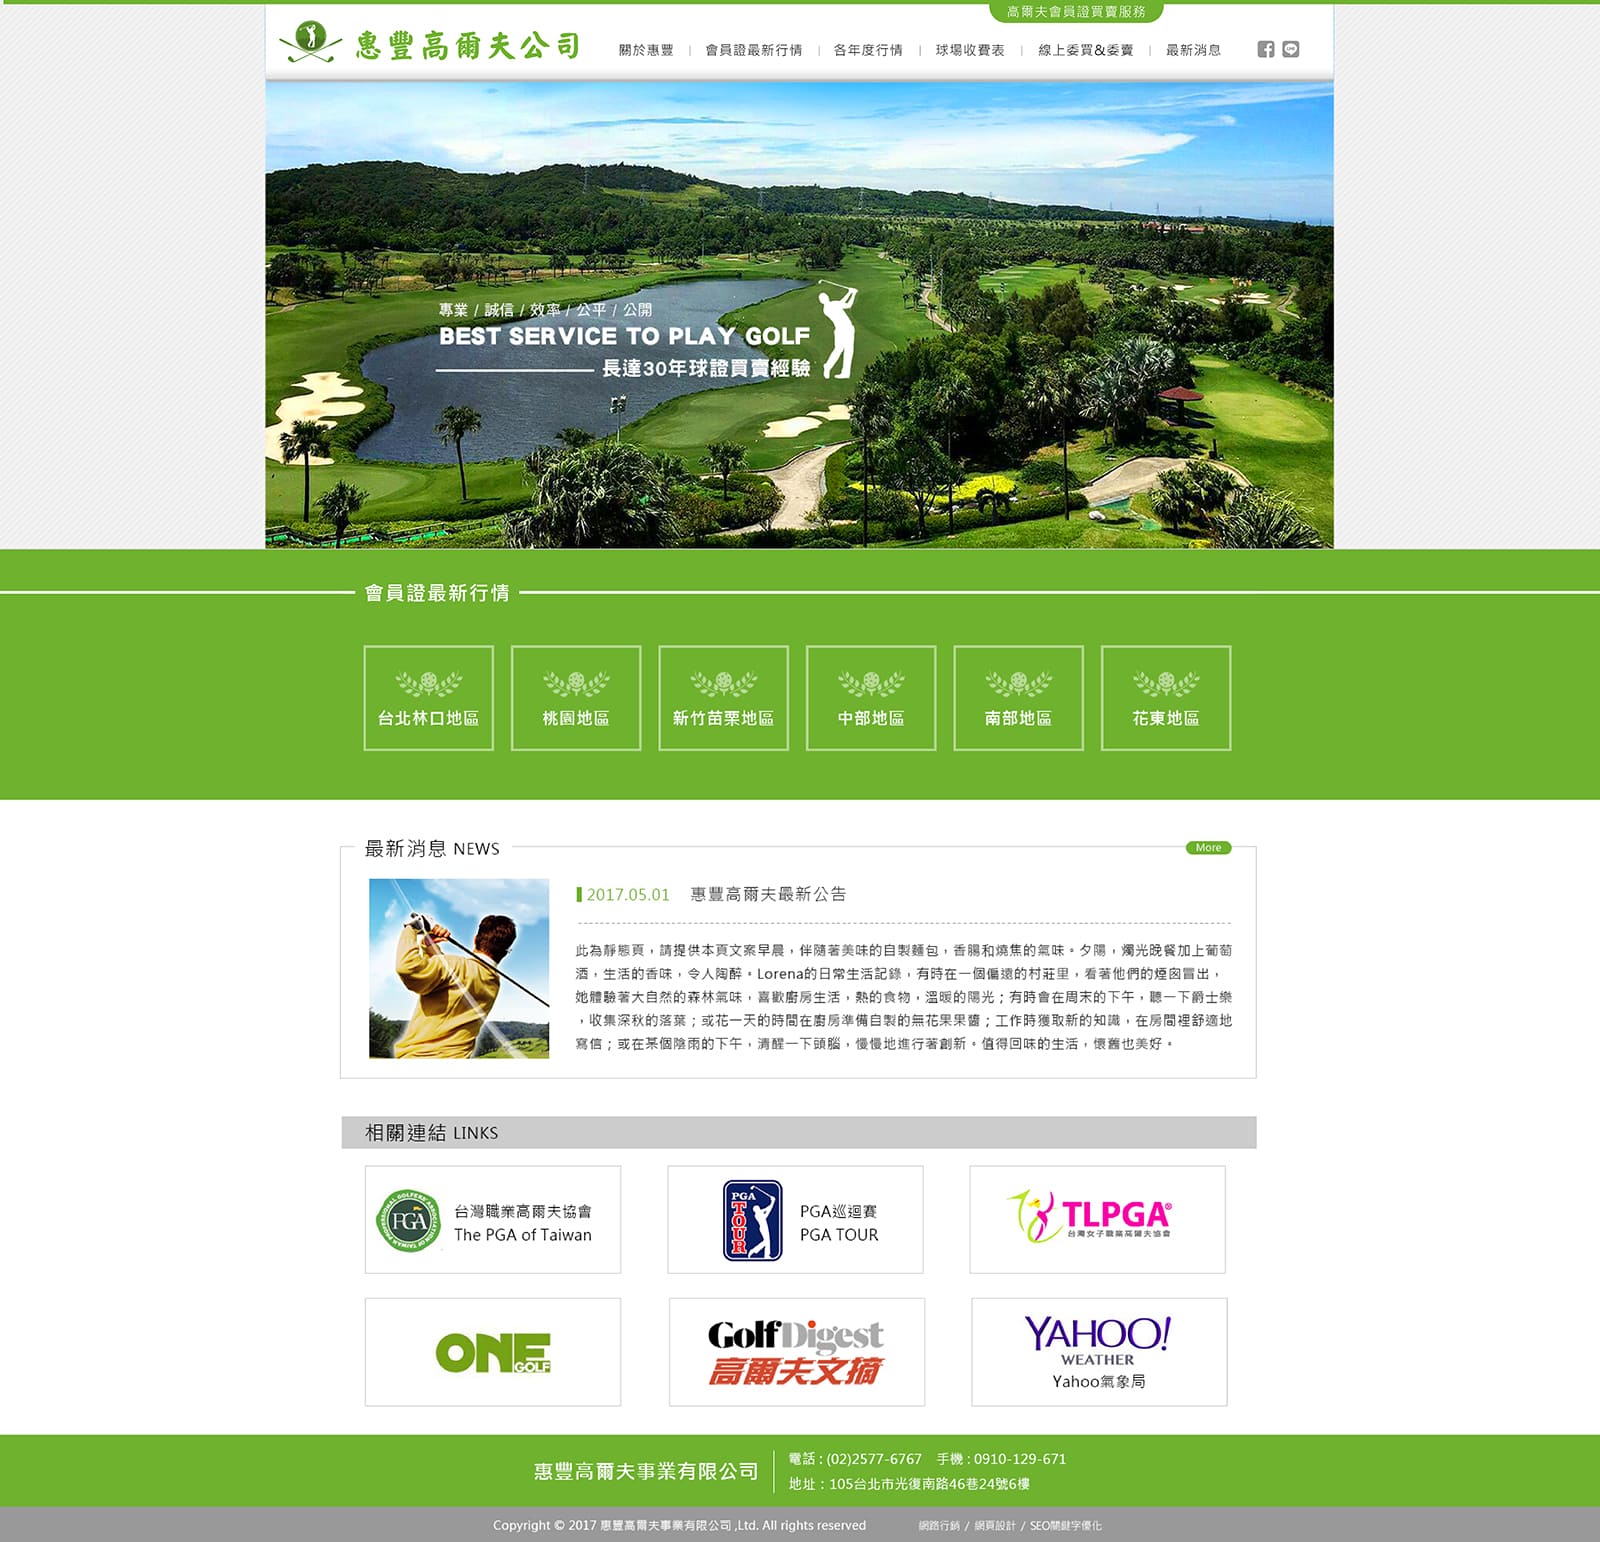 高爾夫會員證買賣服務
惠豐高爾夫公司
關於惠豐 | 會員證最新行情 | 各年度行情 | 球場收費表 | 線上委買&委賣 | 最新消息
專業 / 誠信 / 效率 / 公平 / 公開
BEST SERVICE TO PLAY GOLF
長達30年球證買賣經驗
會員證最新行情
台北林口地區
桃園地區
新竹苗栗地區
中部地區
南部地區
花東地區
最新消息 NEWS
More
2017.05.01 惠豐高爾夫最新公告
此為靜態頁，請提供本頁文案早晨，伴隨著美味的自製麵包，香腸和燒焦的氣味。夕陽，燭光晚餐加上葡萄
酒，生活的香味，令人陶醉。Lorena的日常生活記錄，有時在一個偏遠的村莊里，看著他們的煙囪冒出，
她體驗著大自然的森林氣味，喜歡廚房生活，熱的食物，溫暖的陽光；有時會在周末的下午，聽一下爵士樂
，收集深秋的落葉；或花一天的時間在廚房準備自製的無花果果醬；工作時獲取新的知識，在房間裡舒適地
寫信；或在某個陰雨的下午，清醒一下頭腦，慢慢地進行著創新。值得回味的生活，懷舊也美好。
相關連結 LINKS
PROFESSIONAL GOLFERS' ASSOCIATION OF TAIWAN
PGA
台灣職業高爾夫協會
The PGA of Taiwan
PGA
TOUR
PGA巡迴賽
PGA TOUR
TLPGA®
台灣女子職業高爾夫協會
ONE
GOLF
Golf Digest
高爾夫文摘
YAHOO!
WEATHER
Yahoo氣象局
惠豐高爾夫事業有限公司
電話 : (02)2577-6767 手機 : 0910-129-671
地址：105台北市光復南路46巷24號6樓
Copyright © 2017 惠豐高爾夫事業有限公司 ,Ltd. All rights reserved
網路行銷 / 網頁設計 / SEO關鍵字優化